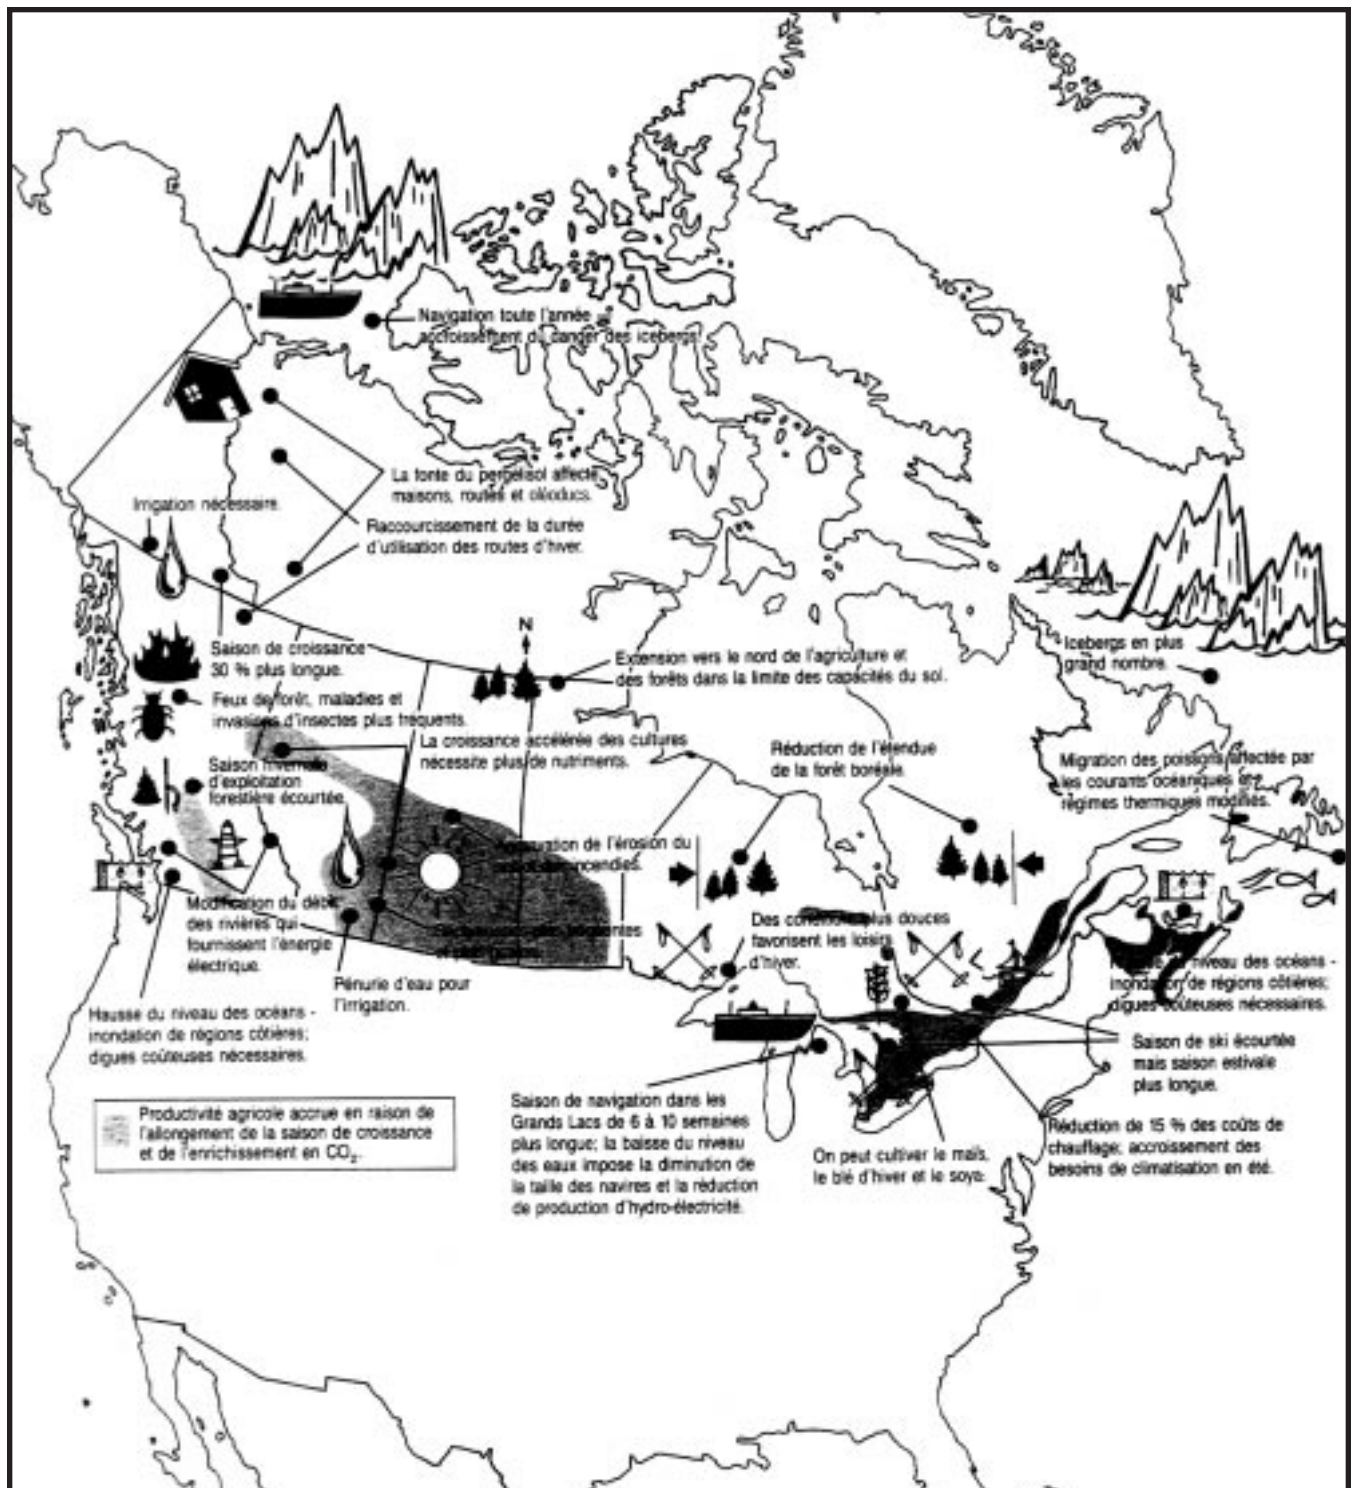 Navigation toute l'année
accroissement du danger des icebergs.
La fonte du pergélisol affecte
maisons, routes et oléoducs.
Irrigation nécessaire.
Raccourcissement de la durée
d'utilisation des routes d'hiver.
N
Saison de croissance
30 % plus longue.
Extension vers le nord de l'agriculture et
des forêts dans la limite des capacités du sol.
Icebergs en plus
grand nombre.
Feux de forêt, maladies et
invasions d'insectes plus fréquents.
La croissance accélérée des cultures
nécessite plus de nutriments.
Réduction de l'étendue
de la forêt boréale.
Migration des poissons affectée par
les courants océaniques et
régimes thermiques modifiés.
Saison hivernale
d'exploitation
forestière écourtée.
de l'érosion du
incendies.
Modification du débit
des rivières qui
fournissent l'énergie
électrique.
Des conditions plus douces
favorisent les loisirs
d'hiver.
Pénurie d'eau pour
l'irrigation.
niveau des océans -
inondation de régions côtières;
digues coûteuses nécessaires.
Hausse du niveau des océans -
inondation de régions côtières;
digues coûteuses nécessaires.
Saison de ski écourtée
mais saison estivale
plus longue.
Productivité agricole accrue en raison de
l'allongement de la saison de croissance
et de l'enrichissement en CO₂.
Saison de navigation dans les
Grands Lacs de 6 à 10 semaines
plus longue; la baisse du niveau
des eaux impose la diminution de
la taille des navires et la réduction
de production d'hydro-électricité.
On peut cultiver le maïs,
le blé d'hiver et le soya.
Réduction de 15 % des coûts de
chauffage; accroissement des
besoins de climatisation en été.